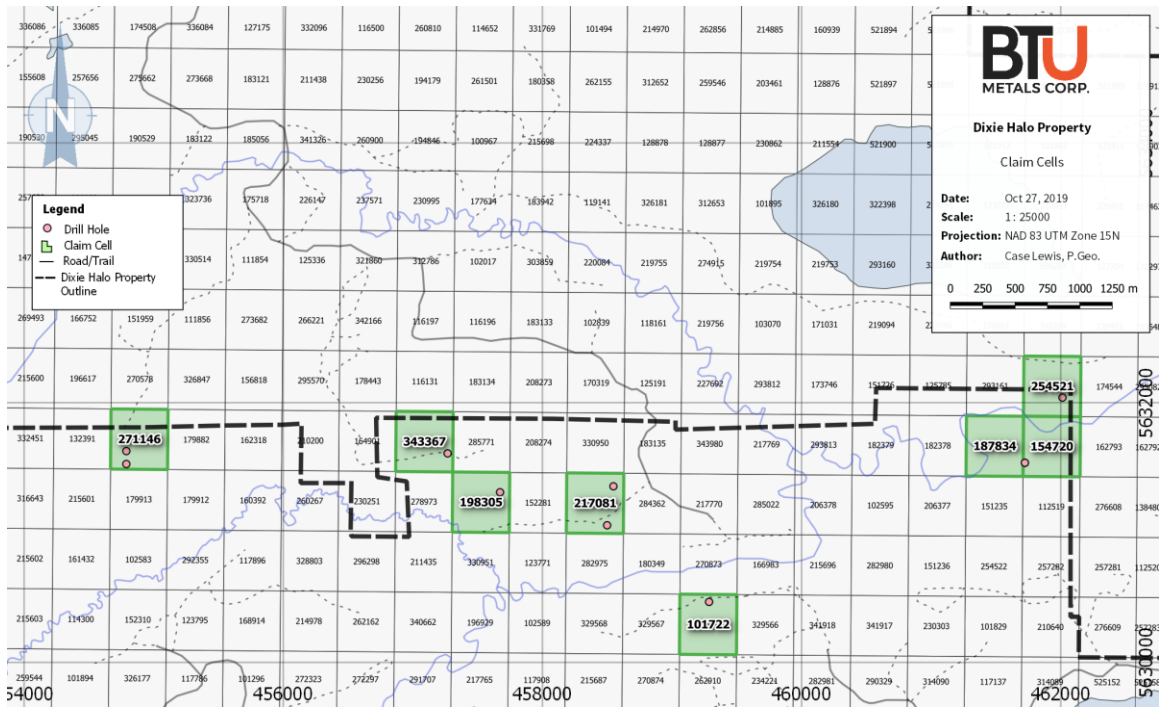 336086 336085 174508 336084 127175 332096 116500 260810 114652 331769 101494 214970 262856 214885 160939 521894
155608 257656 275662 273668 183121 211438 230256 194179 261501 180358 262155 312652 259546 203461 128876 521897
295045 190529 183122 185056 341326 260900 194846 100967 215698 224337 128878 128877 230862 211554 521900
323736 175718 226147 237571 230995 177634 183942 119141 326181 312653 101895 326180 322398
330514 111854 125336 321860 312786 102017 303859 220084 219755 274915 219754 219753 293160
269493 166752 151959 111856 273682 266221 342166 116197 116196 183133 102839 118161 219756 103070 171031 219094
215600 196617 270578 326847 156818 295570 178443 116131 183134 208273 170319 125191 227692 293812 173746 254521 174544
332451 132391 271146 179882 162318 210200 164901 343367 285771 208274 330950 183135 343980 217769 293813 182379 182378 187834 154720 162793 162792
316643 215601 179913 179912 160392 260267 230251 278973 198305 152281 217081 284362 217770 285022 206378 102595 206377 151235 112519 276608 138480
215602 161432 102583 292355 117896 328803 296298 211435 330951 123771 282975 180349 270873 166983 215696 282980 151236 254522 257282 257281 112520
215603 114300 152310 123795 168914 214978 262162 340662 196929 102589 329568 329567 101722 329566 341918 341917 230303 101829 210640 276609
259544 101894 326177 117786 101296 272323 272297 291707 217765 117908 215687 270874 262910 234221 282981 290329 314090 117137 314089 525152
454000 456000 458000 460000 462000
5632000
5630000
N
Legend
Drill Hole
Claim Cell
Road/Trail
Dixie Halo Property
Outline
BTU
METALS CORP.
Dixie Halo Property
Claim Cells
Date: Oct 27, 2019
Scale: 1 : 25000
Projection: NAD 83 UTM Zone 15N
Author: Case Lewis, P.Geo.
0 250 500 750 1000 1250 m